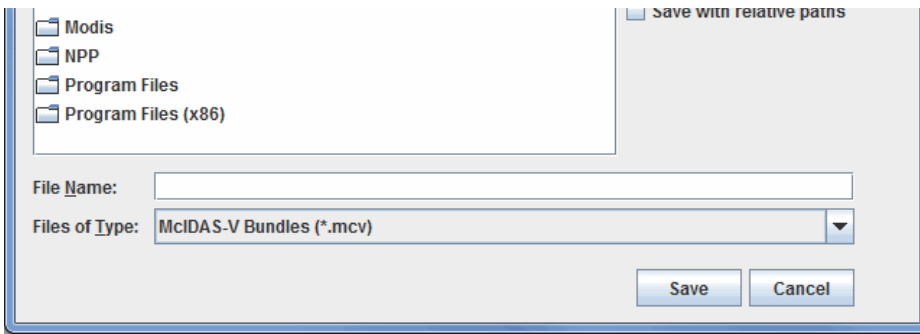 Save with relative paths
Modis
NPP
Program Files
Program Files (x86)
File Name:
Files of Type: McIDAS-V Bundles (*.mcv)
Save Cancel